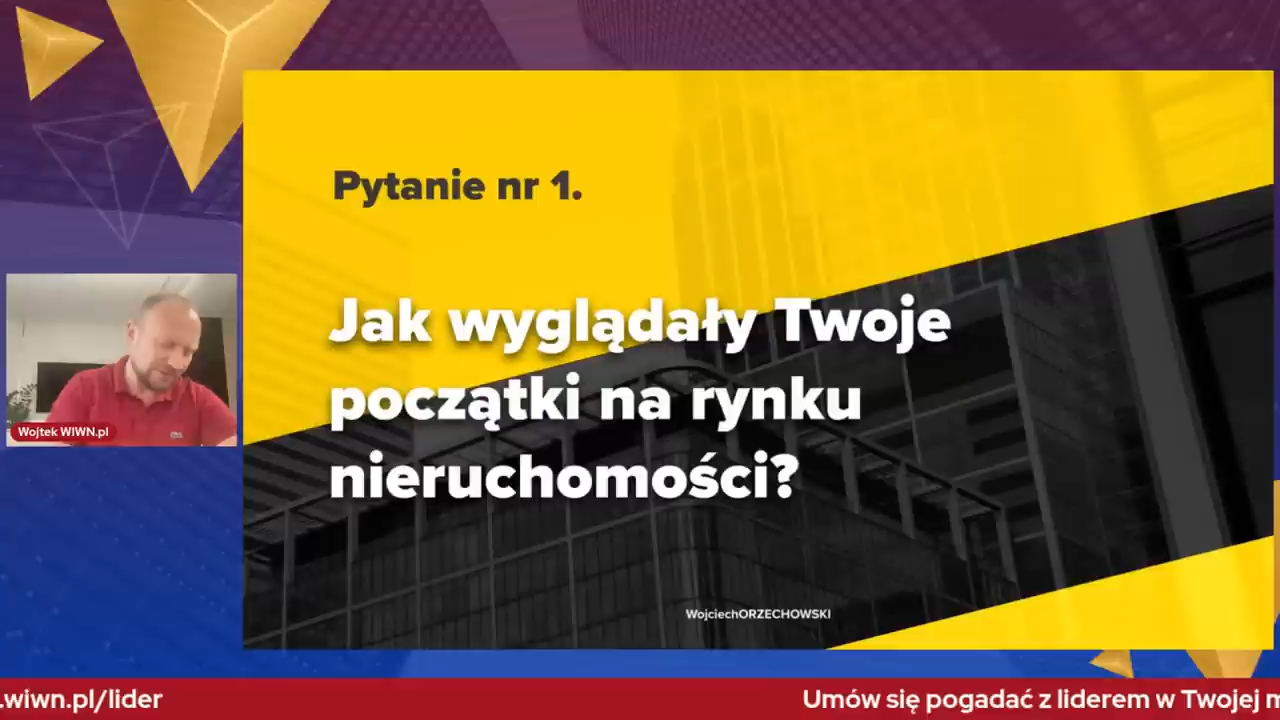 Pytanie nr 1.
Jak wyglądały Twoje
początki na rynku
nieruchomości?
Wojtek WIWN.pl
WojciechORZECHOWSKI
.wiwn.pl/lider
Umów się pogadać z liderem w Twojej